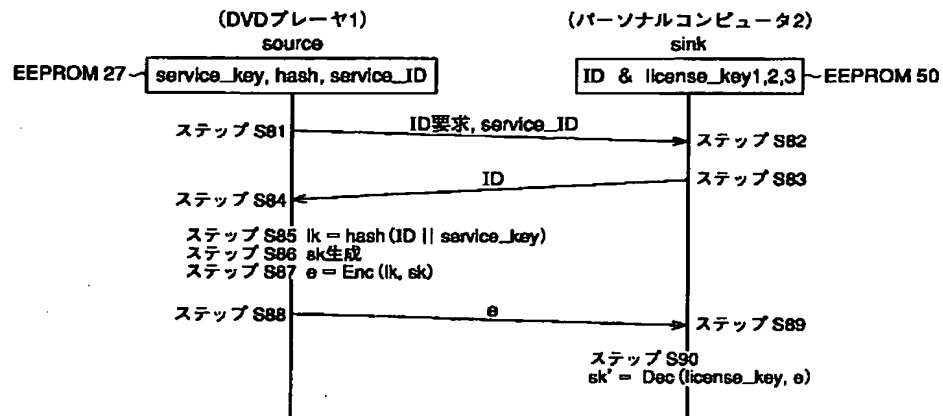 (DVDプレーヤ1)
source
(パーソナルコンピュータ2)
sink
EEPROM 27
service_key, hash, service_ID
ID & license_key1,2,3
EEPROM 50
ステップ S81
ID要求, service_ID
ステップ S82
ID
ステップ S83
ステップ S84
ステップ S85 lk = hash (ID || service_key)
ステップ S86 sk生成
ステップ S87 e = Enc (lk, sk)
ステップ S88
e
ステップ S89
ステップ S90
sk' = Dec (license_key, e)